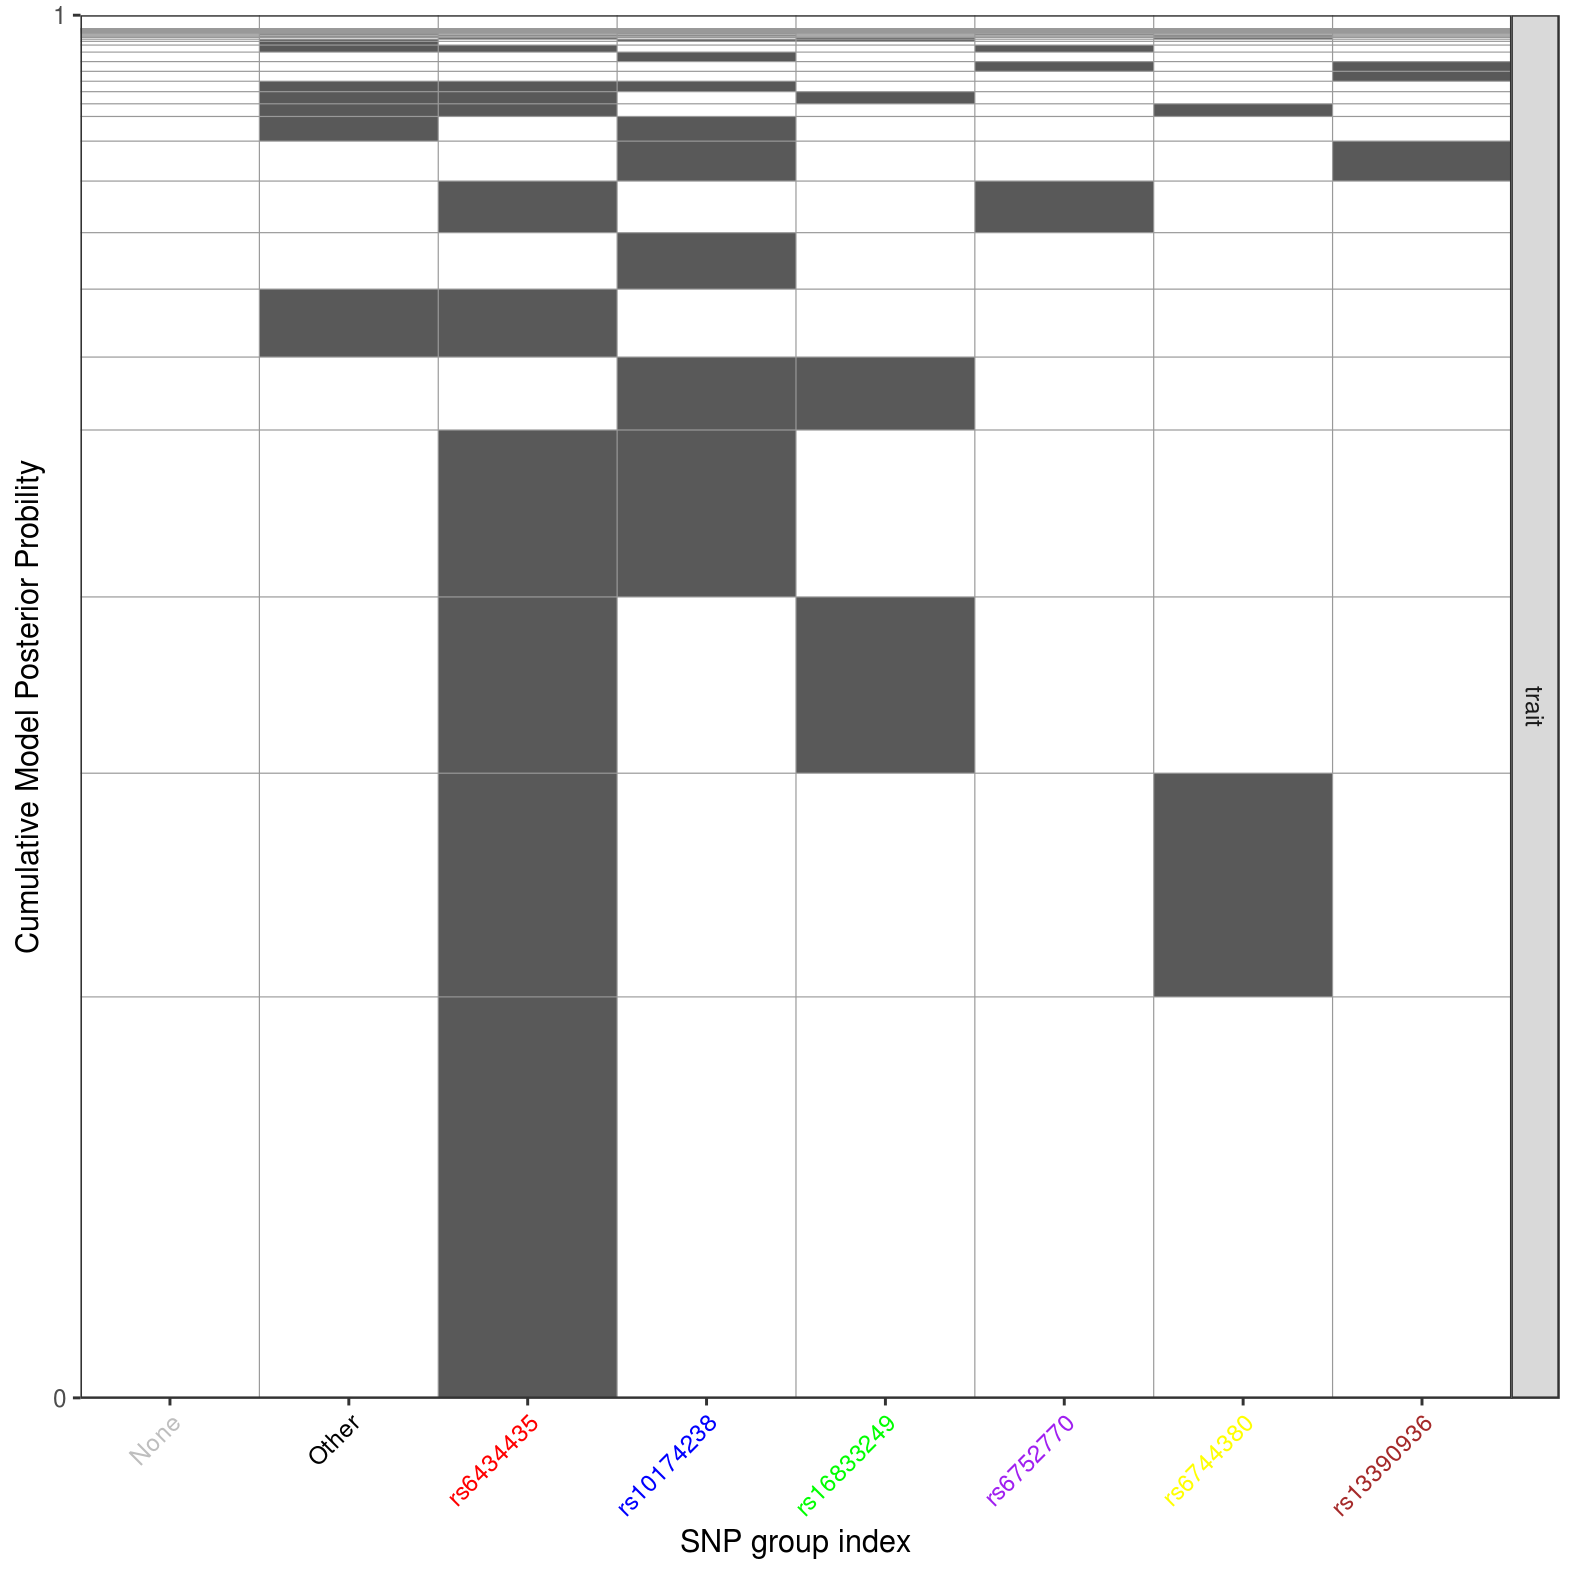 1
Cumulative Model Posterior Probility
trait
0
None
Other
rs6434435
rs10174238
rs16833249
rs6752770
rs6744380
rs13390936
SNP group index